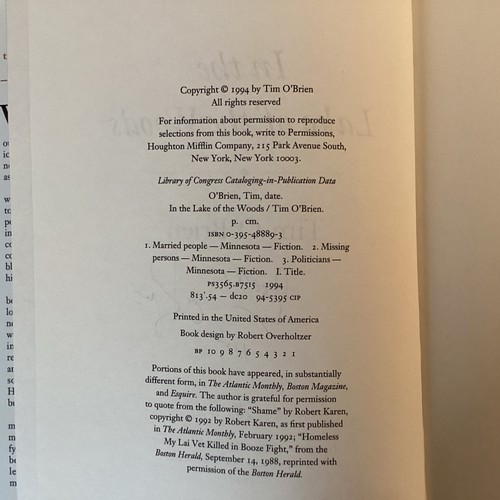 Copyright © 1994 by Tim O'Brien
All rights reserved
For information about permission to reproduce
selections from this book, write to Permissions,
Houghton Mifflin Company, 215 Park Avenue South,
New York, New York 10003.
Library of Congress Cataloging-in-Publication Data
O'Brien, Tim, date.
In the Lake of the Woods / Tim O'Brien.
p. cm.
ISBN 0-395-48889-3
1. Married people — Minnesota — Fiction. 2. Missing
persons — Minnesota — Fiction. 3. Politicians —
Minnesota — Fiction. I. Title.
PS3565.B7515 1994
813'.54 — dc20 94-5395 CIP
Printed in the United States of America
Book design by Robert Overholtzer
BP 10 9 8 7 6 5 4 3 2 1
Portions of this book have appeared, in substantially
different form, in The Atlantic Monthly, Boston Magazine,
and Esquire. The author is grateful for permission
to quote from the following: "Shame" by Robert Karen,
copyright © 1992 by Robert Karen, as first published
in The Atlantic Monthly, February 1992; "Homeless
My Lai Vet Killed in Booze Fight," from the
Boston Herald, September 14, 1988, reprinted with
permission of the Boston Herald.